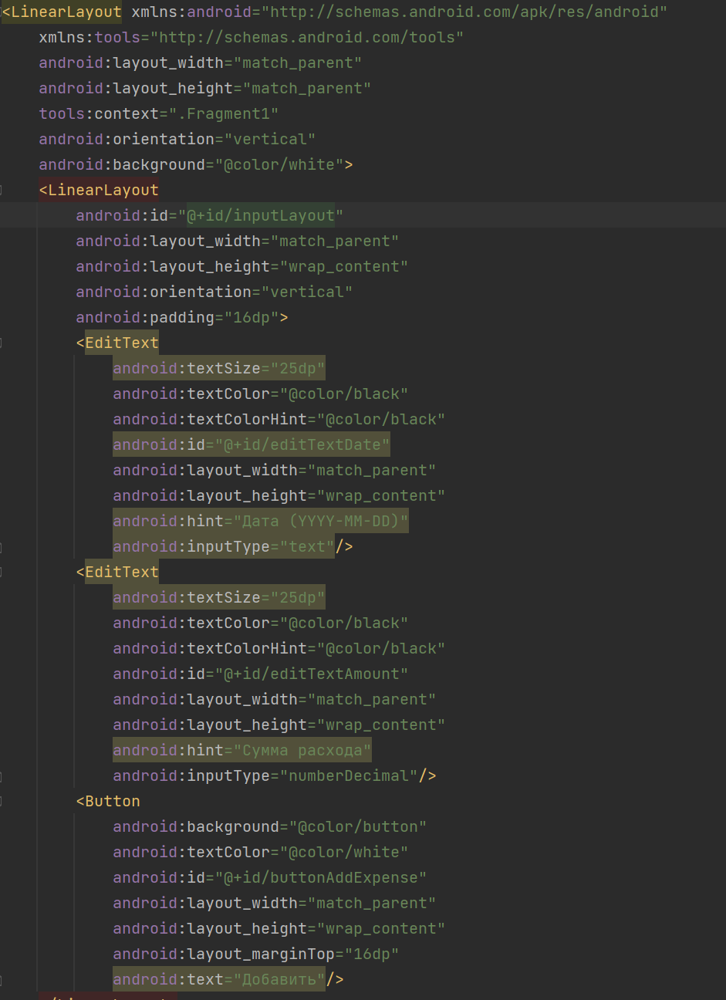 <LinearLayout xmlns:android="http://schemas.android.com/apk/res/android"
    xmlns:tools="http://schemas.android.com/tools"
    android:layout_width="match_parent"
    android:layout_height="match_parent"
    tools:context=".Fragment1"
    android:orientation="vertical"
    android:background="@color/white">
    <LinearLayout
        android:id="@+id/inputLayout"
        android:layout_width="match_parent"
        android:layout_height="wrap_content"
        android:orientation="vertical"
        android:padding="16dp">
        <EditText
            android:textSize="25dp"
            android:textColor="@color/black"
            android:textColorHint="@color/black"
            android:id="@+id/editTextDate"
            android:layout_width="match_parent"
            android:layout_height="wrap_content"
            android:hint="Дата (YYYY-MM-DD)"
            android:inputType="text"/>
        <EditText
            android:textSize="25dp"
            android:textColor="@color/black"
            android:textColorHint="@color/black"
            android:id="@+id/editTextAmount"
            android:layout_width="match_parent"
            android:layout_height="wrap_content"
            android:hint="Сумма расхода"
            android:inputType="numberDecimal"/>
        <Button
            android:background="@color/button"
            android:textColor="@color/white"
            android:id="@+id/buttonAddExpense"
            android:layout_width="match_parent"
            android:layout_height="wrap_content"
            android:layout_marginTop="16dp"
            android:text="Добавить"/>